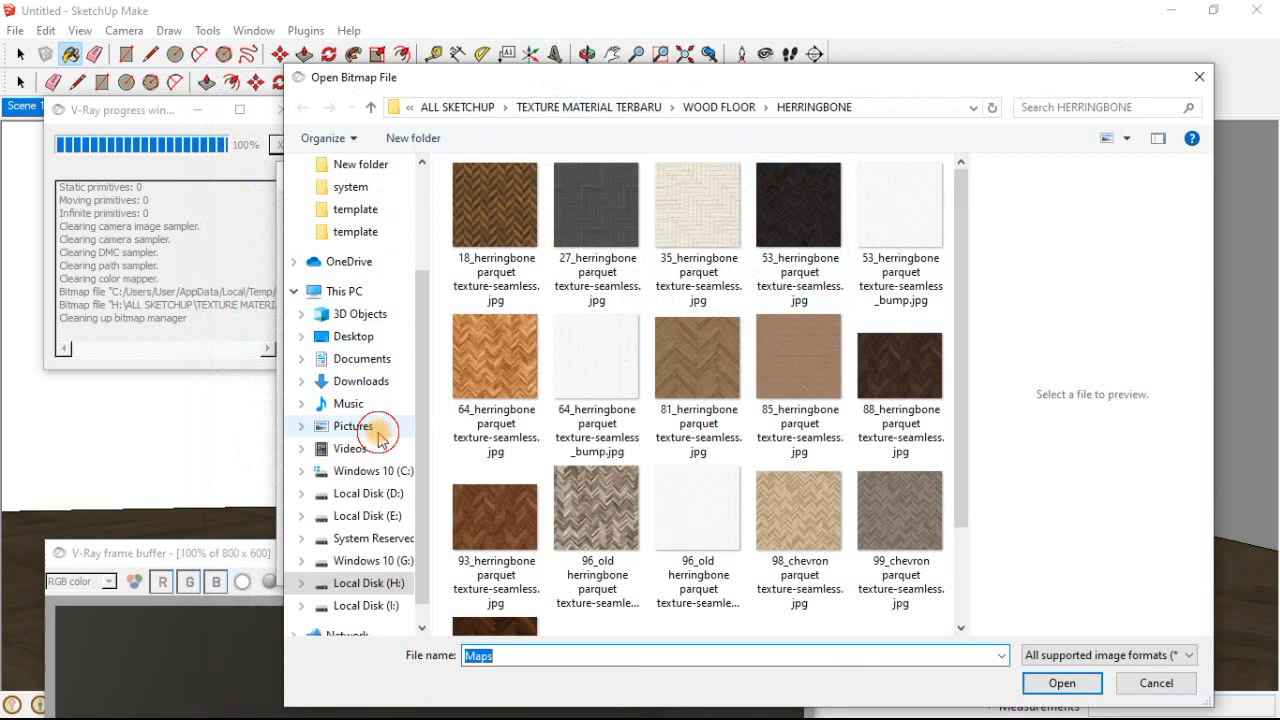 Untitled - SketchUp Make
File Edit View Camera Draw Tools Window Plugins Help
Scene 1
V-Ray progress win...
100%
Static primitives: 0
Moving primitives: 0
Infinite primitives: 0
Clearing camera image sampler.
Clearing camera sampler.
Clearing DMC sampler.
Clearing path sampler.
Clearing color mapper.
Bitmap file "C:/Users/User/AppData/Local/Temp/
Bitmap file "H:\ALL SKETCHUP\TEXTURE MATERI
Cleaning up bitmap manager
V-Ray frame buffer - [100% of 800 x 600]
RGB color R G B
Open Bitmap File
« ALL SKETCHUP > TEXTURE MATERIAL TERBARU > WOOD FLOOR > HERRINGBONE
Search HERRINGBONE
Organize New folder
New folder
system
template
template
OneDrive
This PC
3D Objects
Desktop
Documents
Downloads
Music
Pictures
Videos
Windows 10 (C:)
Local Disk (D:)
Local Disk (E:)
System Reserved
Windows 10 (G:)
Local Disk (H:)
Local Disk (I:)
Network
18_herringbone
parquet
texture-seamless.
jpg
27_herringbone
parquet
texture-seamless.
jpg
35_herringbone
parquet
texture-seamless.
jpg
53_herringbone
parquet
texture-seamless.
jpg
53_herringbone
parquet
texture-seamless
_bump.jpg
64_herringbone
parquet
texture-seamless.
jpg
64_herringbone
parquet
texture-seamless
_bump.jpg
81_herringbone
parquet
texture-seamless.
jpg
85_herringbone
parquet
texture-seamless.
jpg
88_herringbone
parquet
texture-seamless.
jpg
93_herringbone
parquet
texture-seamless.
jpg
96_old
herringbone
parquet
texture-seamle...
96_old
herringbone
parquet
texture-seamle...
98_chevron
parquet
texture-seamless.
jpg
99_chevron
parquet
texture-seamless.
jpg
Select a file to preview.
File name: Maps
All supported image formats (*
Open Cancel
Measurements